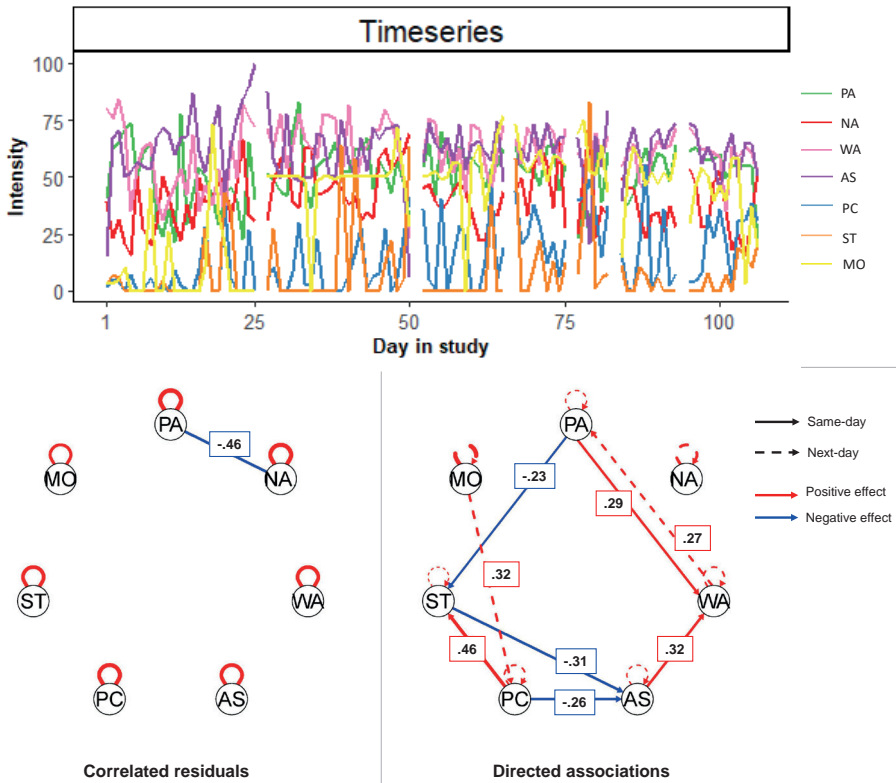 Timeseries
100
75
50
25
0
Intensity
1 25 50 75 100
Day in study
PA
NA
WA
AS
PC
ST
MO
PA
-.46
MO
NA
ST
WA
PC
AS
Correlated residuals
PA
MO
NA
-.23
.29
.27
.32
ST
WA
.46
-.31
.32
PC
-.26
AS
Directed associations
Same-day
Next-day
Positive effect
Negative effect